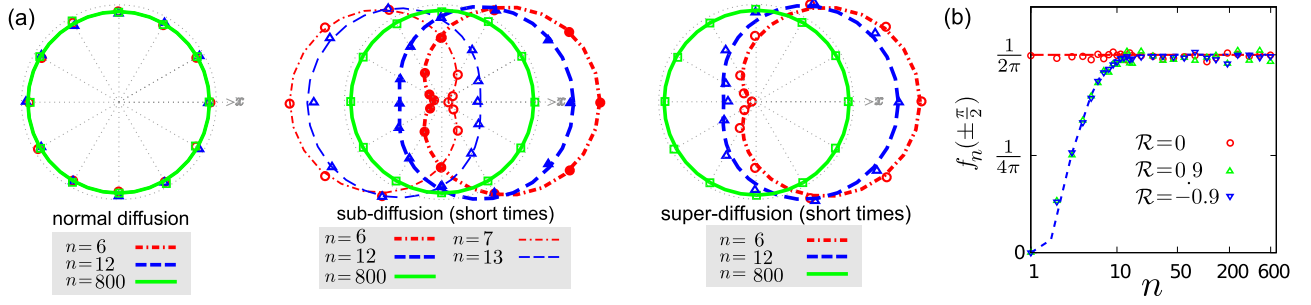 (a)
>x
normal diffusion
n=6
n=12
n=800
>x
sub-diffusion (short times)
n=6
n=7
n=12
n=13
n=800
>x
super-diffusion (short times)
n=6
n=12
n=800
(b)
f_n(±π/2)
1/2π
1/4π
0
R=0
R=0.9
R=-0.9
1
10
50
200
600
n